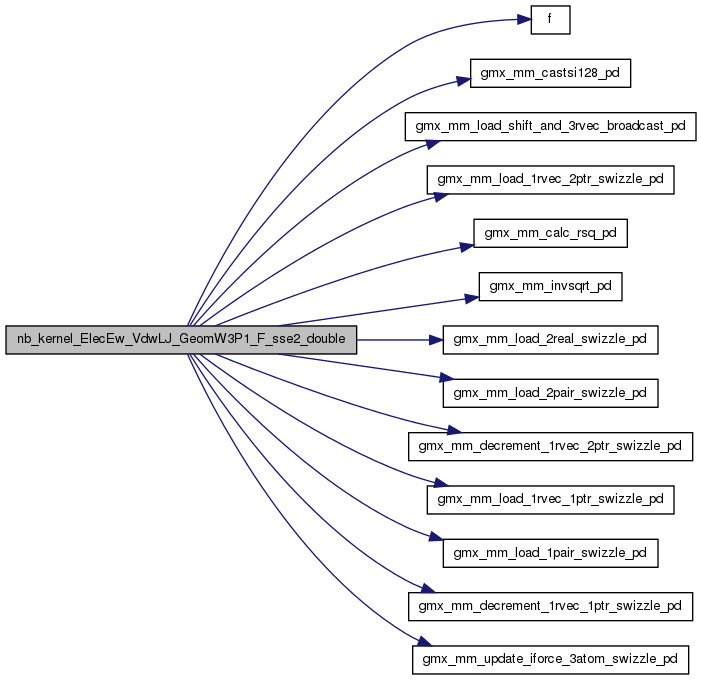 f
gmx_mm_castsi128_pd
gmx_mm_load_shift_and_3rvec_broadcast_pd
gmx_mm_load_1rvec_2ptr_swizzle_pd
gmx_mm_calc_rsq_pd
gmx_mm_invsqrt_pd
nb_kernel_ElecEw_VdwLJ_GeomW3P1_F_sse2_double
gmx_mm_load_2real_swizzle_pd
gmx_mm_load_2pair_swizzle_pd
gmx_mm_decrement_1rvec_2ptr_swizzle_pd
gmx_mm_load_1rvec_1ptr_swizzle_pd
gmx_mm_load_1pair_swizzle_pd
gmx_mm_decrement_1rvec_1ptr_swizzle_pd
gmx_mm_update_iforce_3atom_swizzle_pd